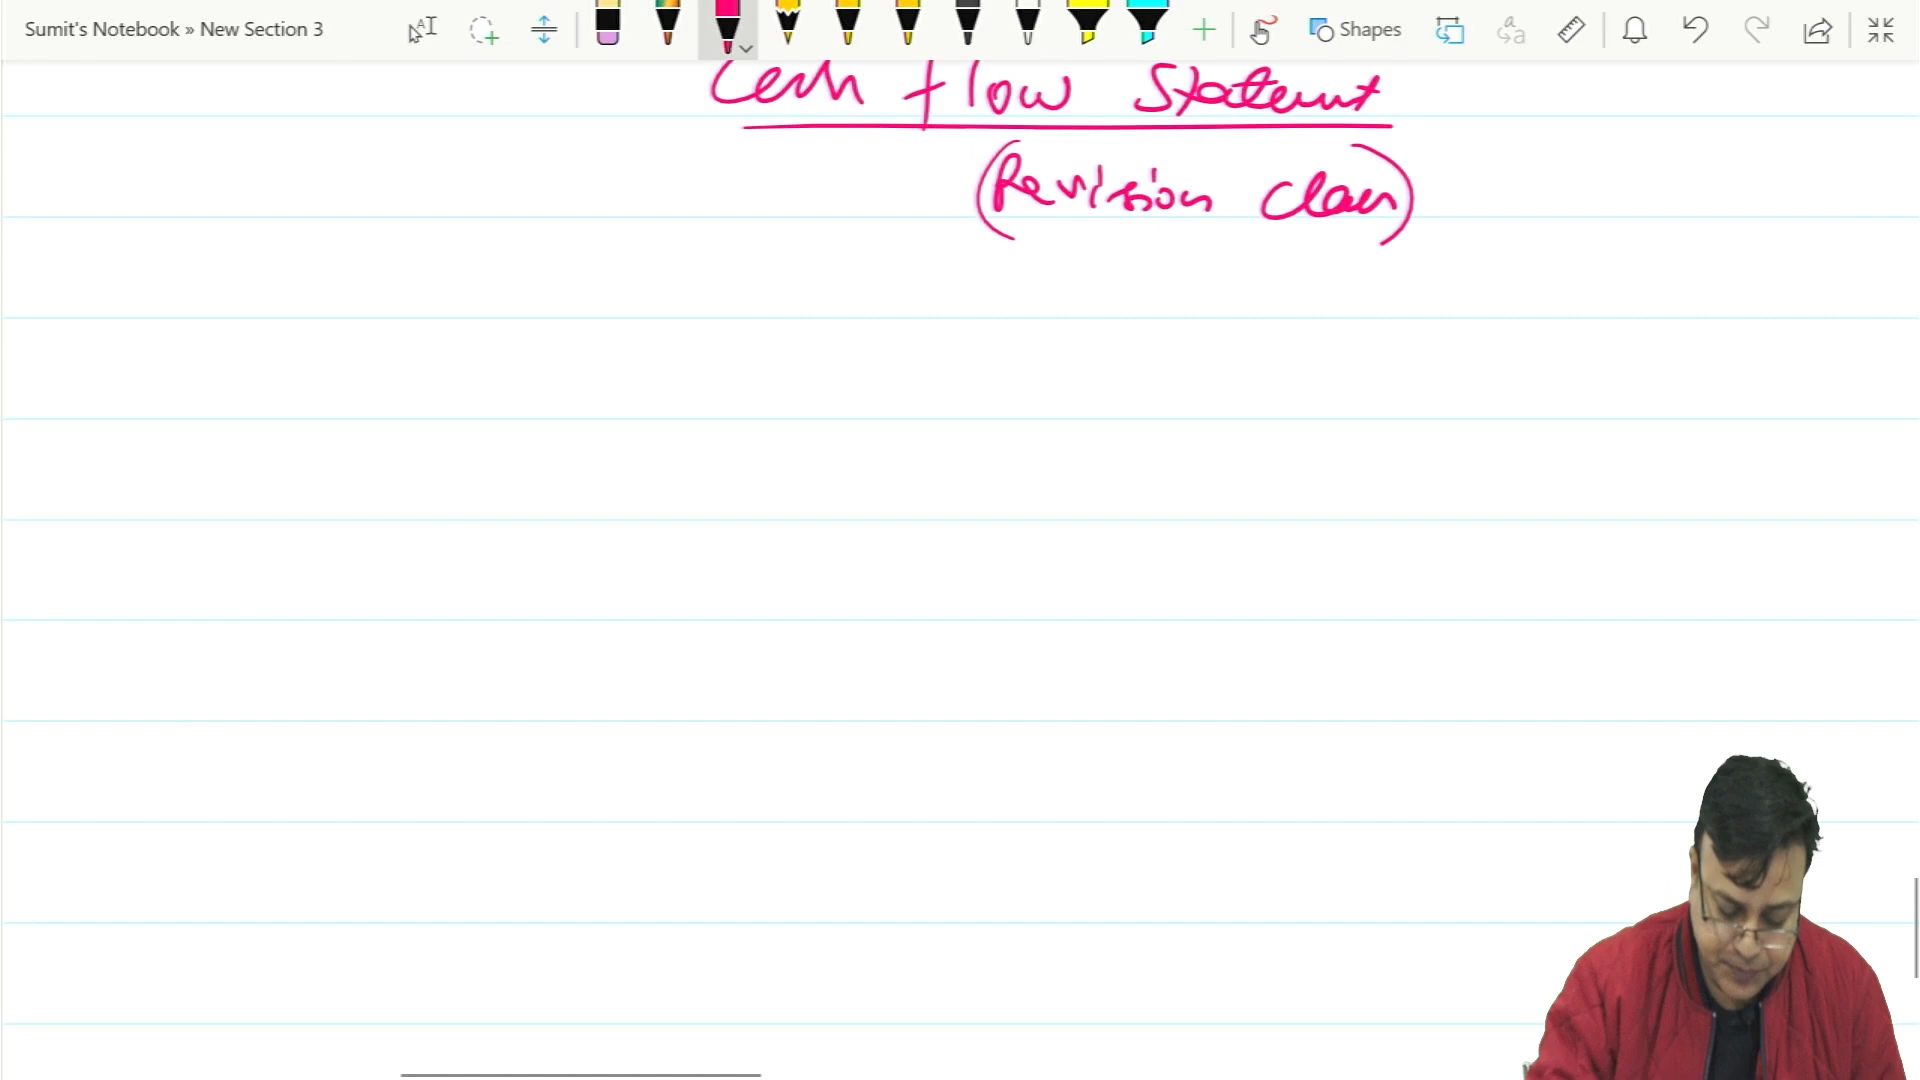 Sumit's Notebook » New Section 3
Shapes
Cash flow Statement
(Revision Class)